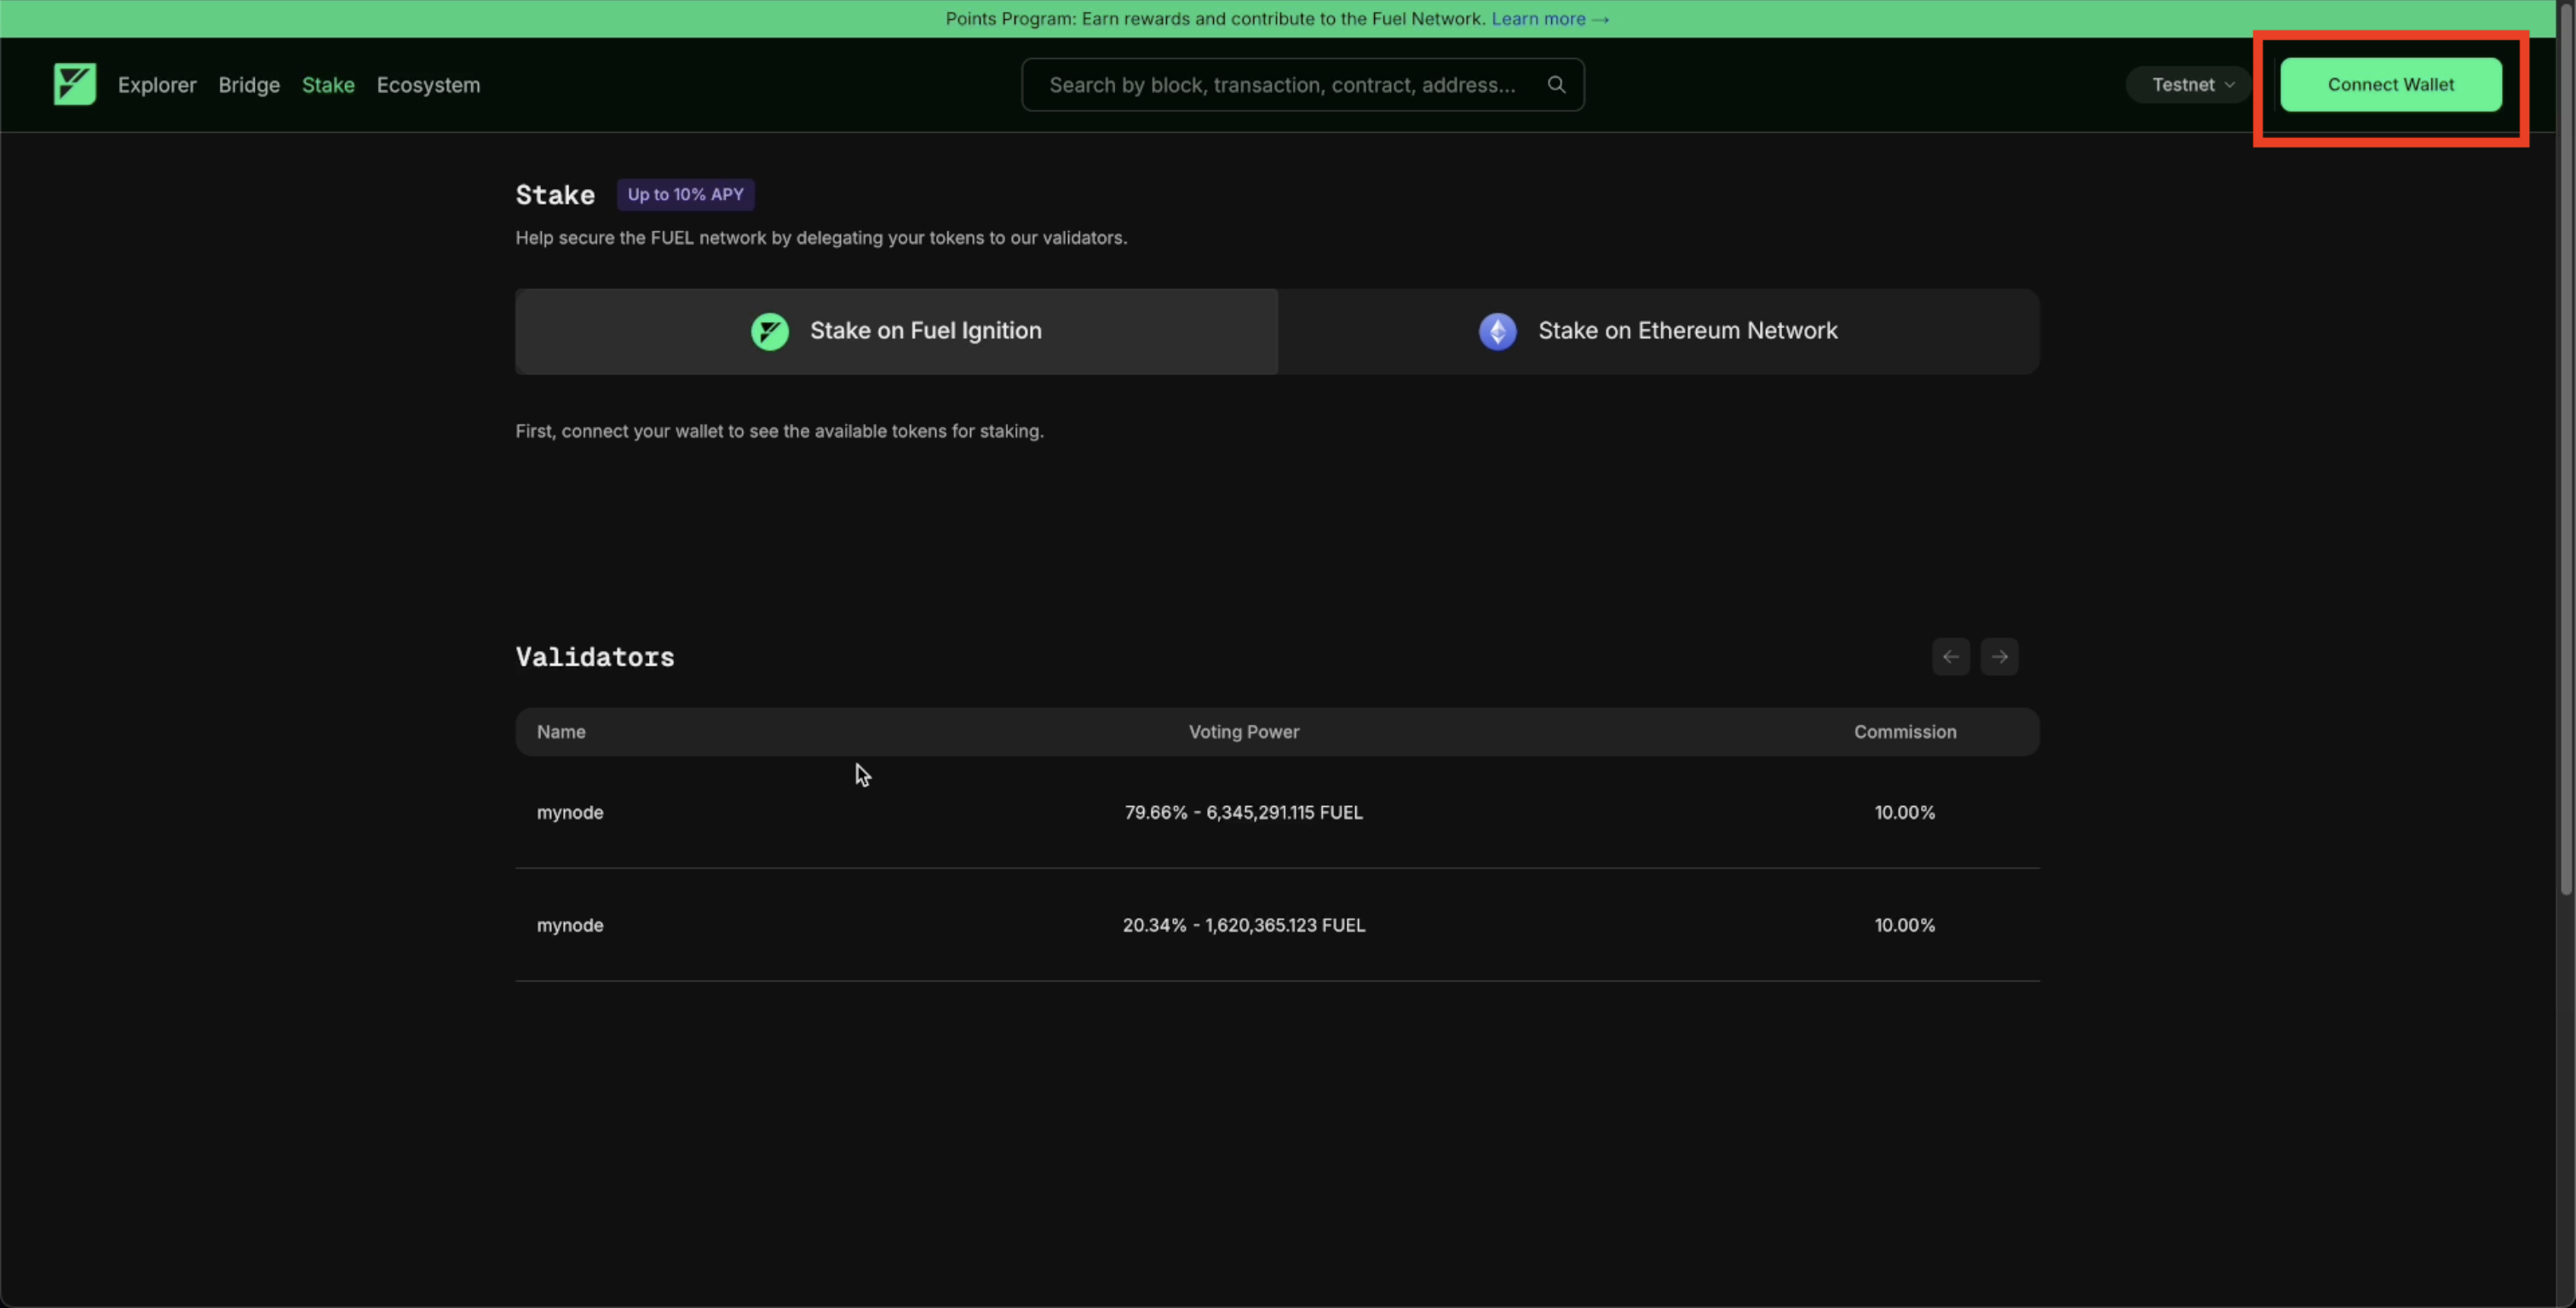 Points Program: Earn rewards and contribute to the Fuel Network. Learn more →
Explorer Bridge Stake Ecosystem Search by block, transaction, contract, address... Testnet Connect Wallet
Stake Up to 10% APY
Help secure the FUEL network by delegating your tokens to our validators.
Stake on Fuel Ignition Stake on Ethereum Network
First, connect your wallet to see the available tokens for staking.
Validators
Name Voting Power Commission
mynode 79.66% - 6,345,291.115 FUEL 10.00%
mynode 20.34% - 1,620,365.123 FUEL 10.00%